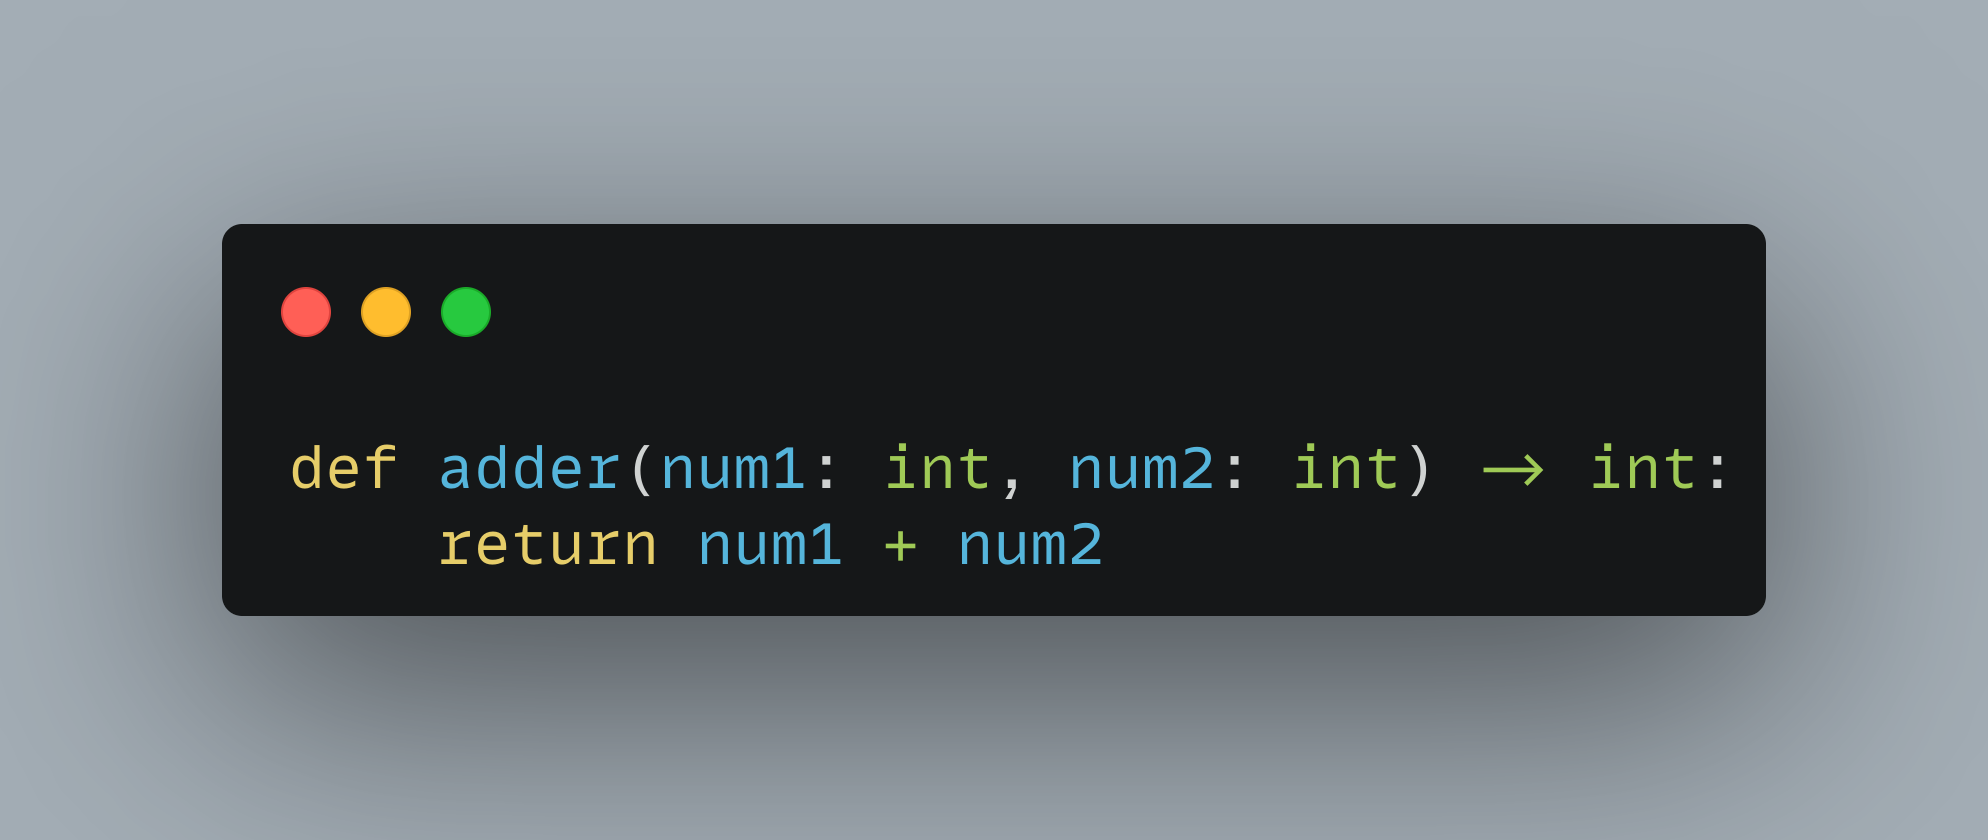 def adder(num1: int, num2: int) -> int:
    return num1 + num2